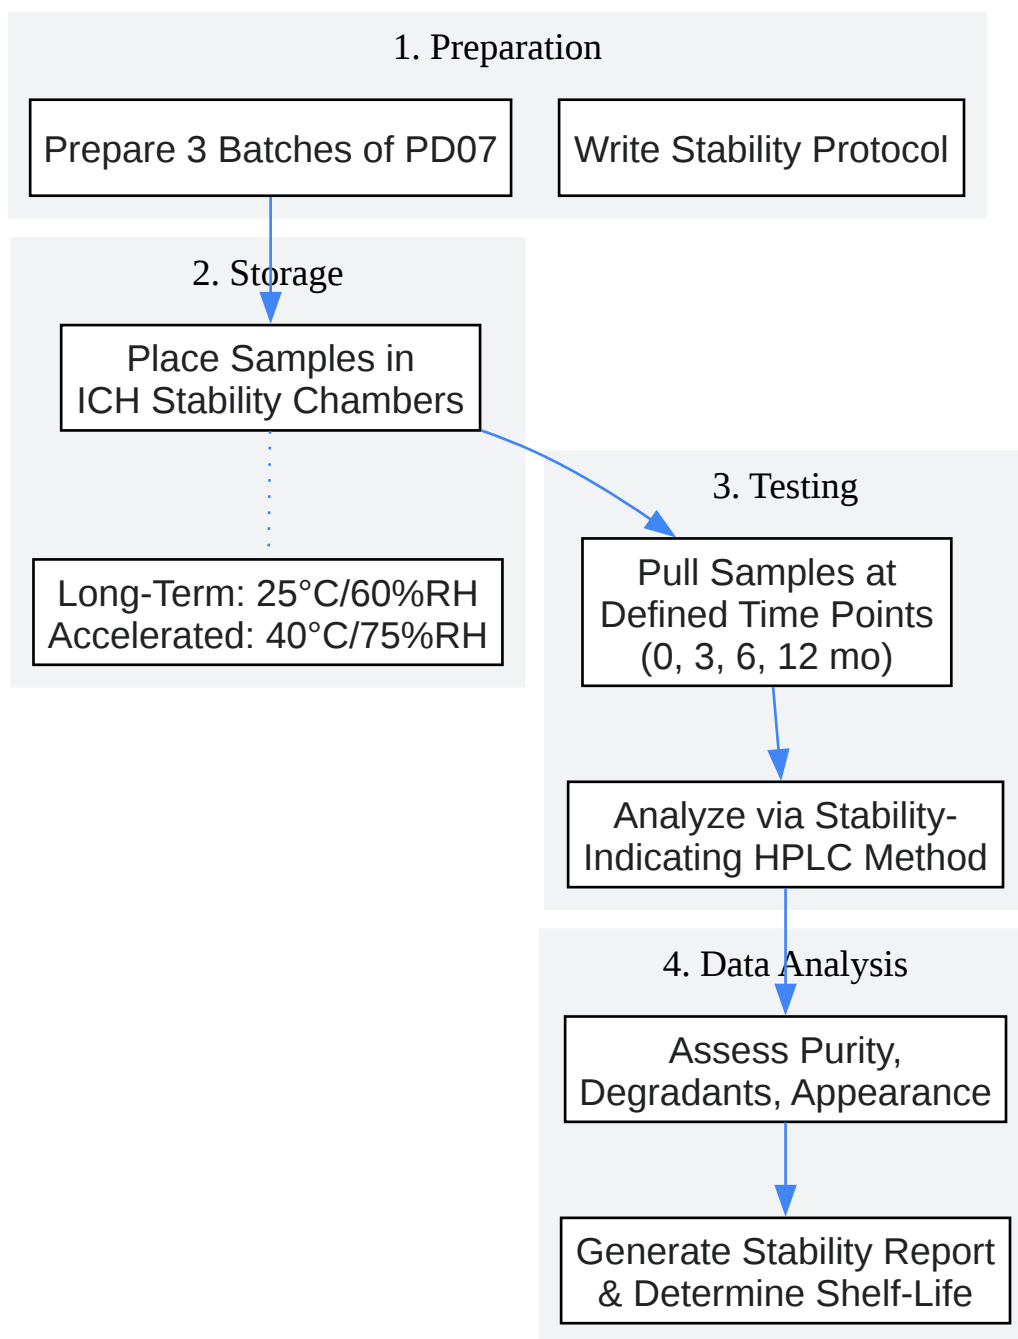 1. Preparation
Prepare 3 Batches of PD07
Write Stability Protocol
2. Storage
Place Samples in
ICH Stability Chambers
Long-Term: 25°C/60%RH
Accelerated: 40°C/75%RH
3. Testing
Pull Samples at
Defined Time Points
(0, 3, 6, 12 mo)
Analyze via Stability-
Indicating HPLC Method
4. Data Analysis
Assess Purity,
Degradants, Appearance
Generate Stability Report
& Determine Shelf-Life